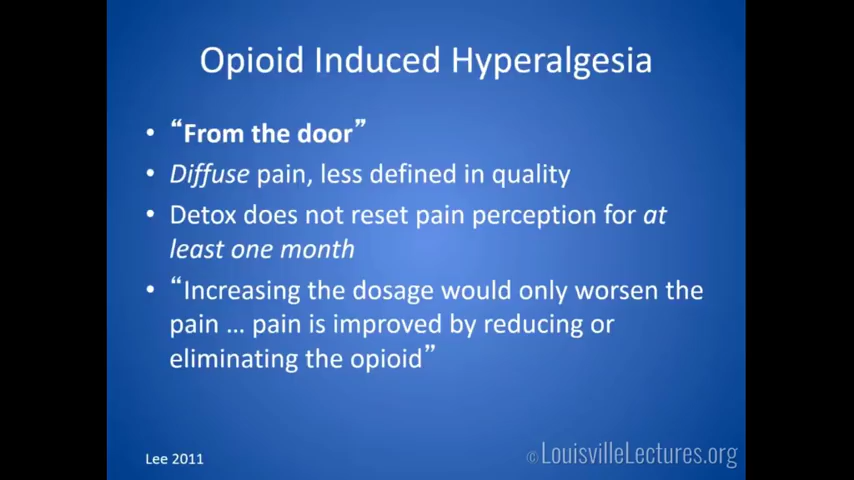 Opioid Induced Hyperalgesia
• “From the door”
• Diffuse pain, less defined in quality
• Detox does not reset pain perception for at
least one month
• “Increasing the dosage would only worsen the
pain … pain is improved by reducing or
eliminating the opioid”
Lee 2011
©LouisvilleLectures.org